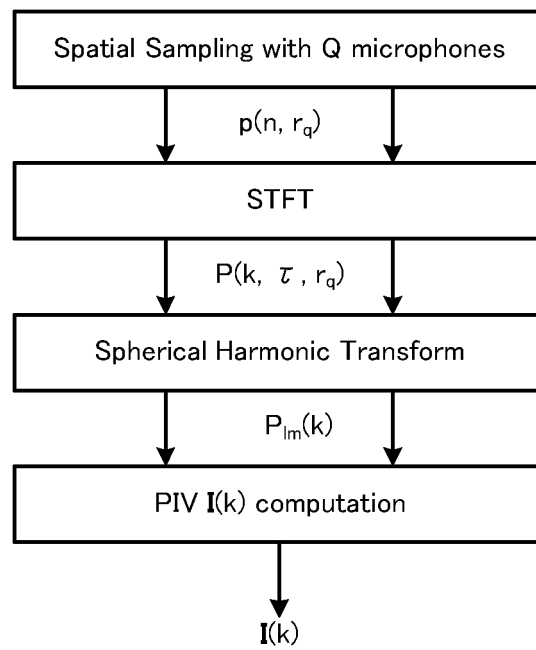 Spatial Sampling with Q microphones
p(n, r_q)
STFT
P(k, τ, r_q)
Spherical Harmonic Transform
P_lm(k)
PIV I(k) computation
I(k)